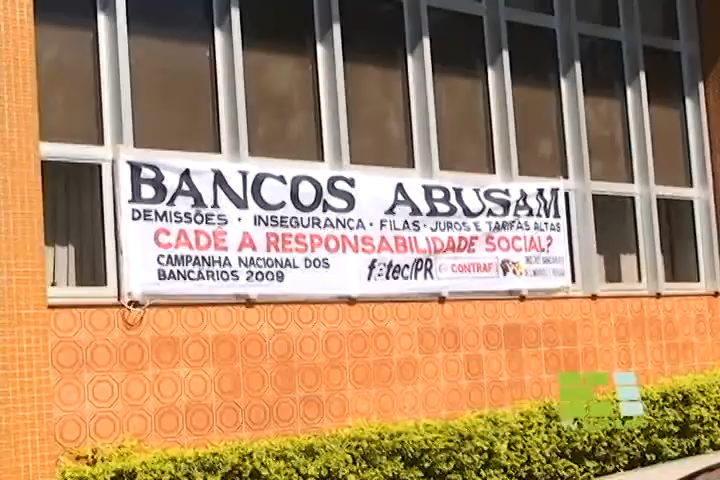 BANCOS ABUSAM
DEMISSÕES · INSEGURANÇA · FILAS · JUROS E TARIFAS ALTAS
CADÊ A RESPONSABILIDADE SOCIAL?
CAMPANHA NACIONAL DOS
BANCÁRIOS 2009
fetec/PR
CONTRAF